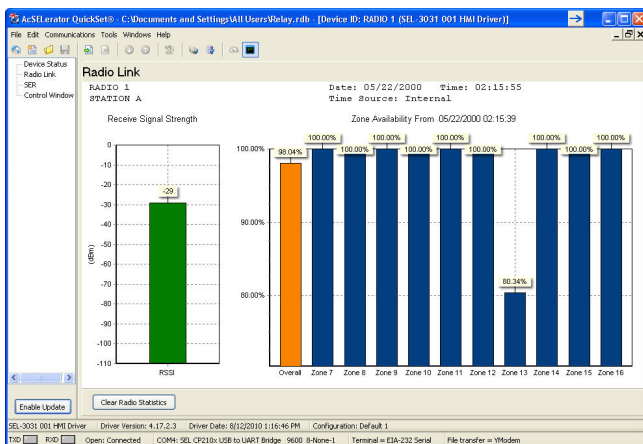 AcSELerator QuickSet® - C:\Documents and Settings\All Users\Relay.rdb - [Device ID: RADIO 1 (SEL-3031 001 HMI Driver)]
File Edit Communications Tools Windows Help
Device Status
Radio Link
SER
Control Window
Radio Link
RADIO 1 Date: 05/22/2000 Time: 02:15:55
STATION A Time Source: Internal
Receive Signal Strength
0
-10
-20
-30
-40
-50
-60
-70
-80
-90
-100
-110
(dBm)
-29
RSSI
Zone Availability From 05/22/2000 02:15:39
100.00%
90.00%
80.00%
98.04% 100.00% 100.00% 100.00% 100.00% 100.00% 100.00% 80.34% 100.00% 100.00% 100.00%
Overall Zone 7 Zone 8 Zone 9 Zone 10 Zone 11 Zone 12 Zone 13 Zone 14 Zone 15 Zone 16
Enable Update
Clear Radio Statistics
SEL-3031 001 HMI Driver Driver Version: 4.17.2.3 Driver Date: 8/12/2010 1:16:46 PM Configuration: Default 1
TXD RXD Open: Connected COM4: SEL CP210x USB to UART Bridge 9600 8-None-1 Terminal = EIA-232 Serial File transfer = YModem